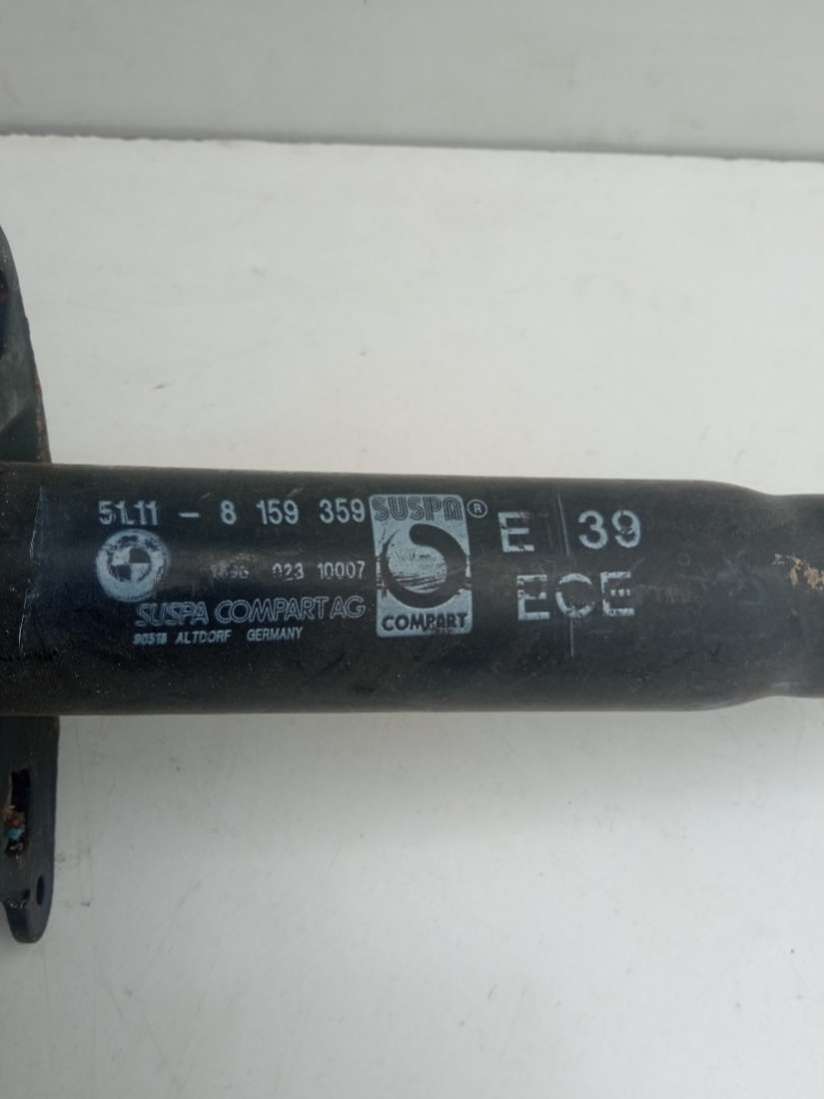 51.11 - 8 159 359
SUSPA ®
COMPART
E 39
ECE
023 10007
SUSPA COMPART AG
90518 ALTDORF GERMANY